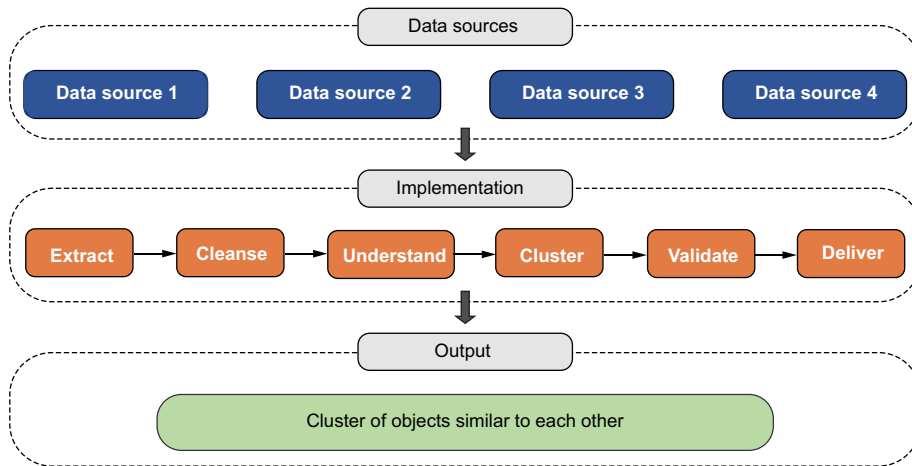 Data sources
Data source 1
Data source 2
Data source 3
Data source 4
Implementation
Extract
Cleanse
Understand
Cluster
Validate
Deliver
Output
Cluster of objects similar to each other